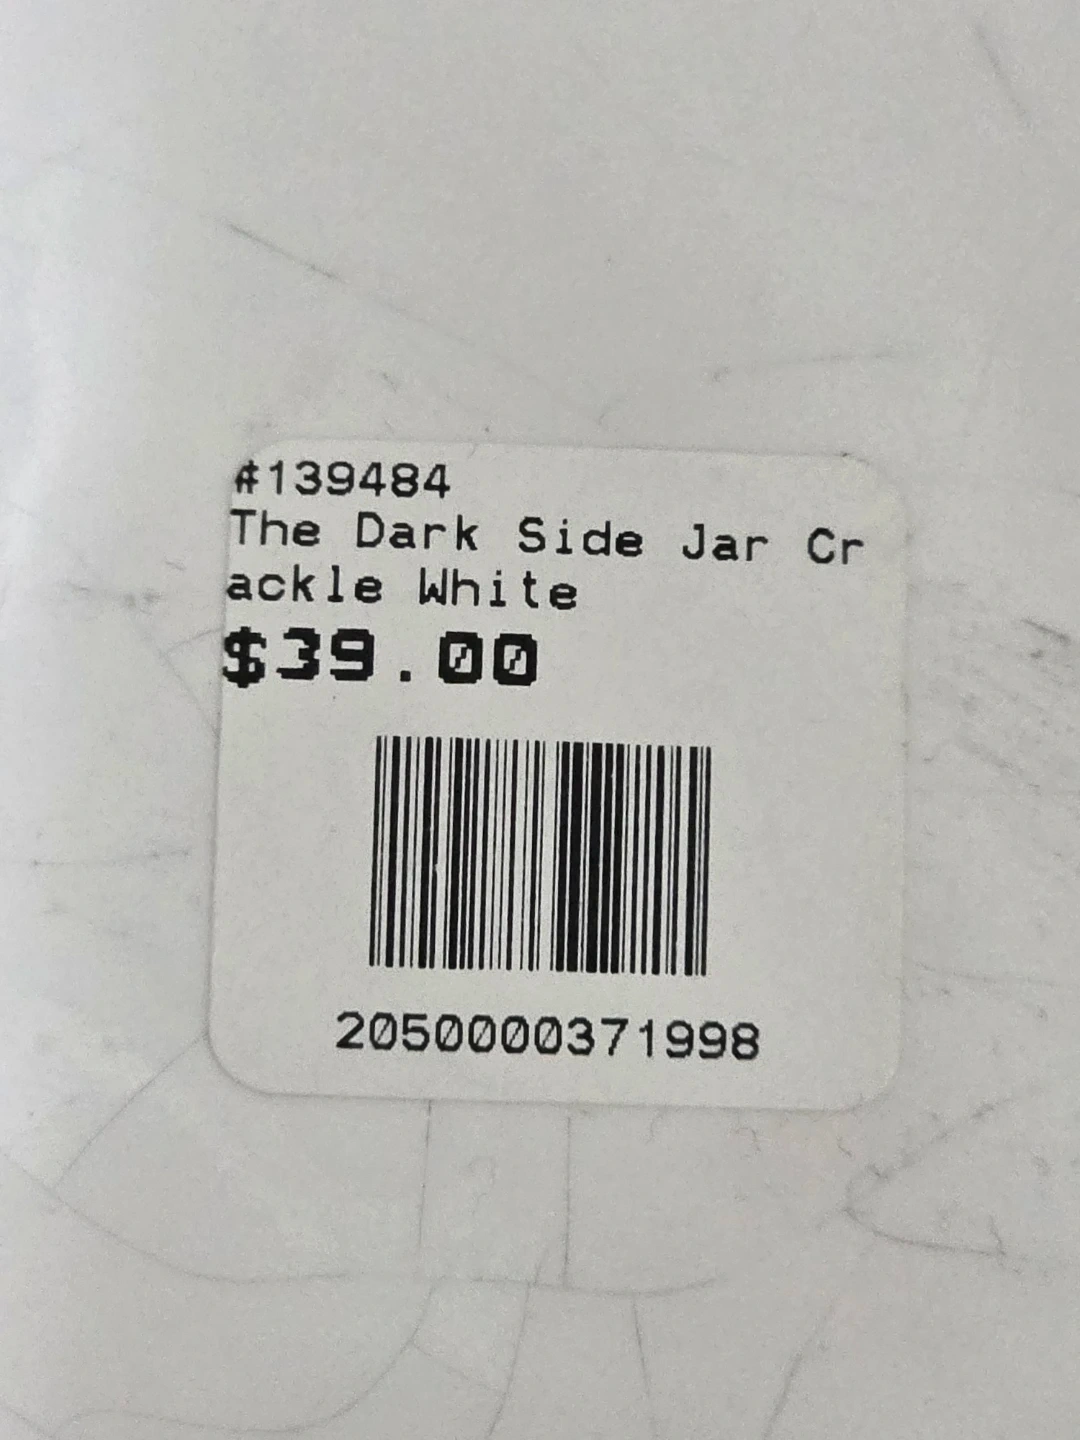 #139484
The Dark Side Jar Cr
ackle White
$39.00
2050000371998